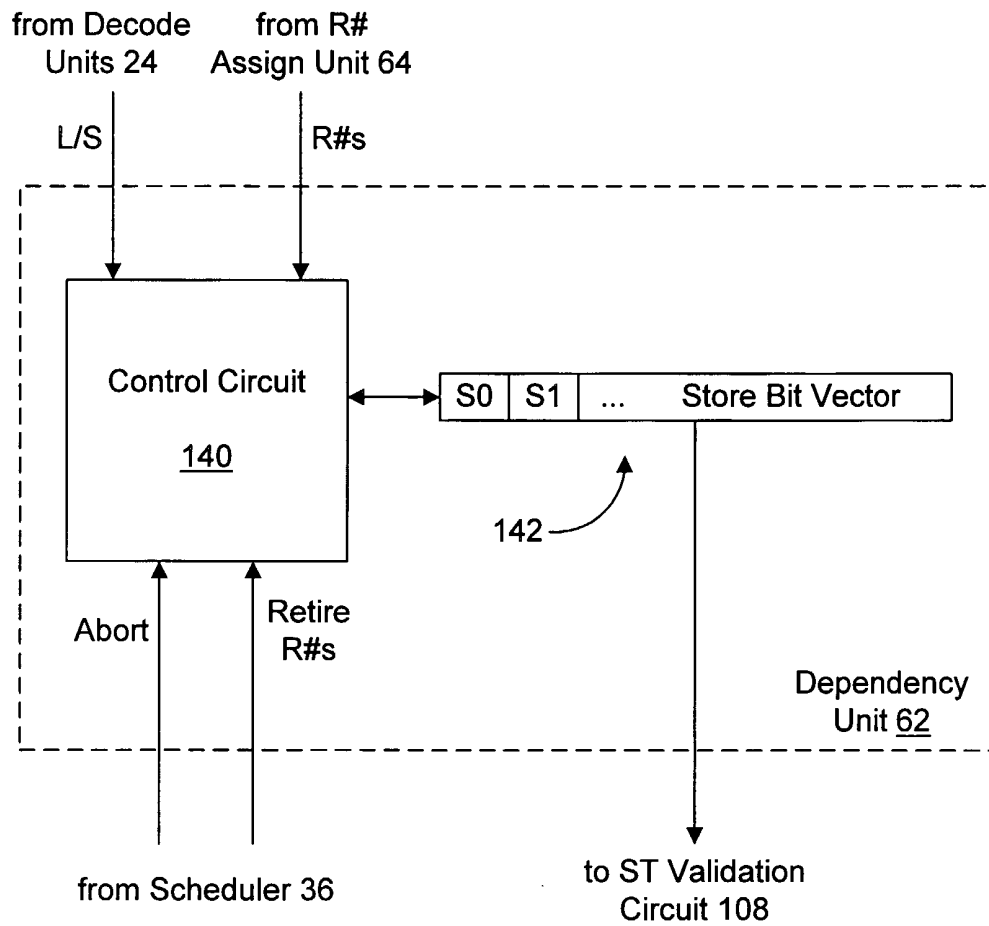 from Decode
Units 24
from R#
Assign Unit 64
L/S
R#s
Control Circuit
140
S0 S1 ... Store Bit Vector
142
Abort
Retire
R#s
Dependency
Unit 62
from Scheduler 36
to ST Validation
Circuit 108